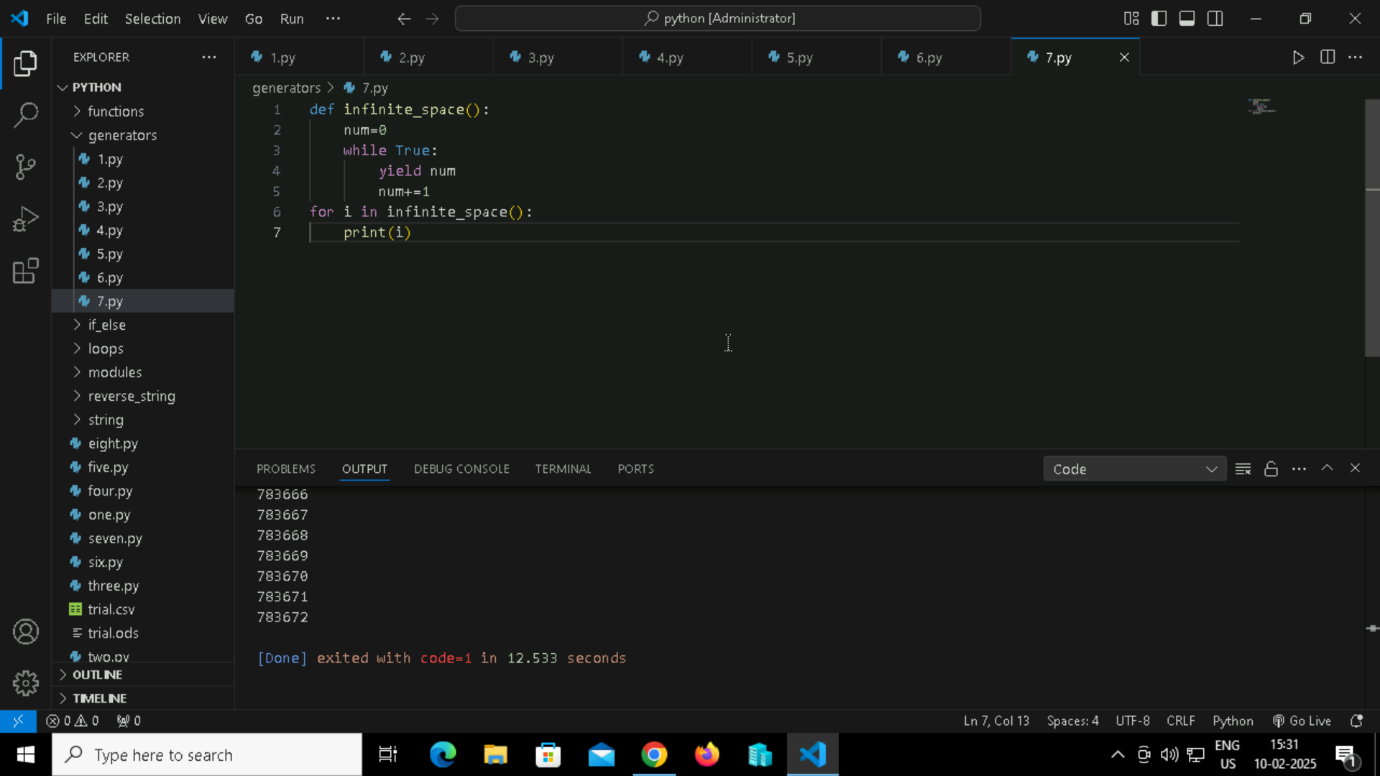 File Edit Selection View Go Run ···
python [Administrator]
EXPLORER ···
1.py 2.py 3.py 4.py 5.py 6.py 7.py
PYTHON
functions
generators
1.py
2.py
3.py
4.py
5.py
6.py
7.py
if_else
loops
modules
reverse_string
string
eight.py
five.py
four.py
one.py
seven.py
six.py
three.py
trial.csv
trial.ods
two.py
OUTLINE
TIMELINE
generators > 7.py
1 def infinite_space():
2 num=0
3 while True:
4 yield num
5 num+=1
6 for i in infinite_space():
7 print(i)
PROBLEMS OUTPUT DEBUG CONSOLE TERMINAL PORTS Code
783666
783667
783668
783669
783670
783671
783672
[Done] exited with code=1 in 12.533 seconds
0 0 0 Ln 7, Col 13 Spaces: 4 UTF-8 CRLF Python Go Live
Type here to search
ENG 15:31
US 10-02-2025
1